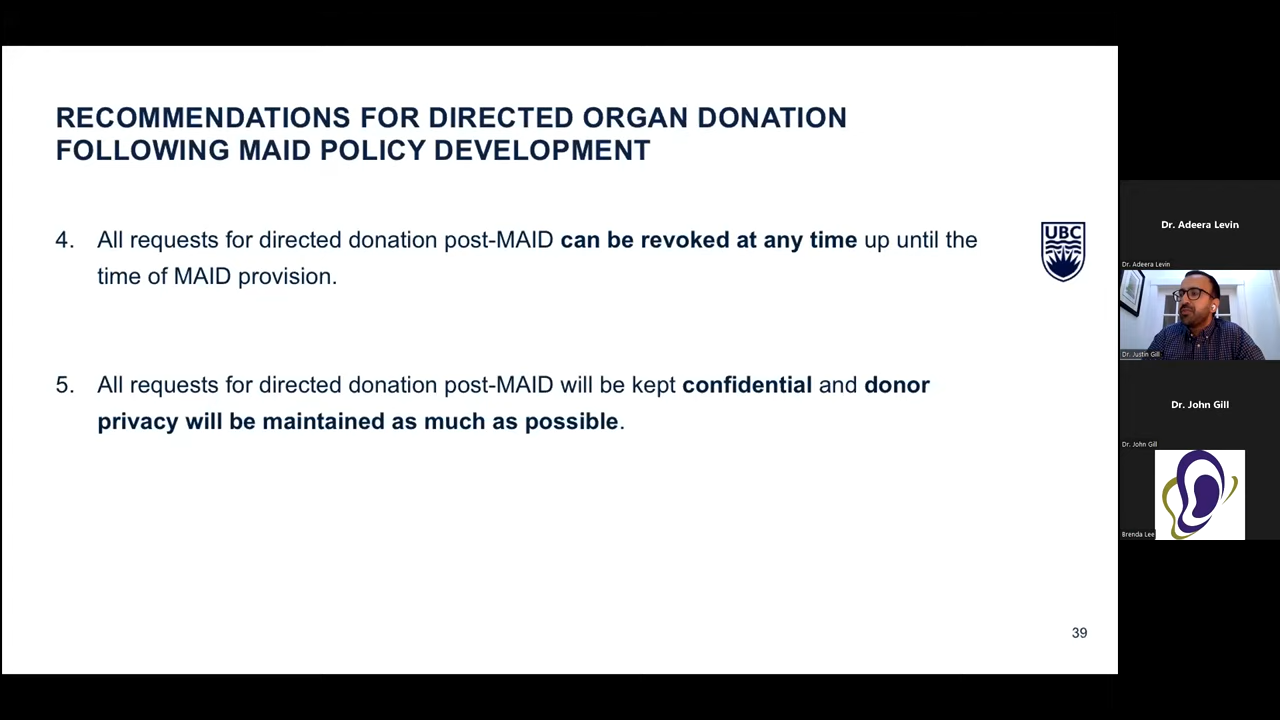 RECOMMENDATIONS FOR DIRECTED ORGAN DONATION
FOLLOWING MAID POLICY DEVELOPMENT
4. All requests for directed donation post-MAID can be revoked at any time up until the
time of MAID provision.
UBC
5. All requests for directed donation post-MAID will be kept confidential and donor
privacy will be maintained as much as possible.
39
Dr. Adeera Levin
Dr. Adeera Levin
Dr. Justin Gill
Dr. John Gill
Dr. John Gill
Brenda Lee